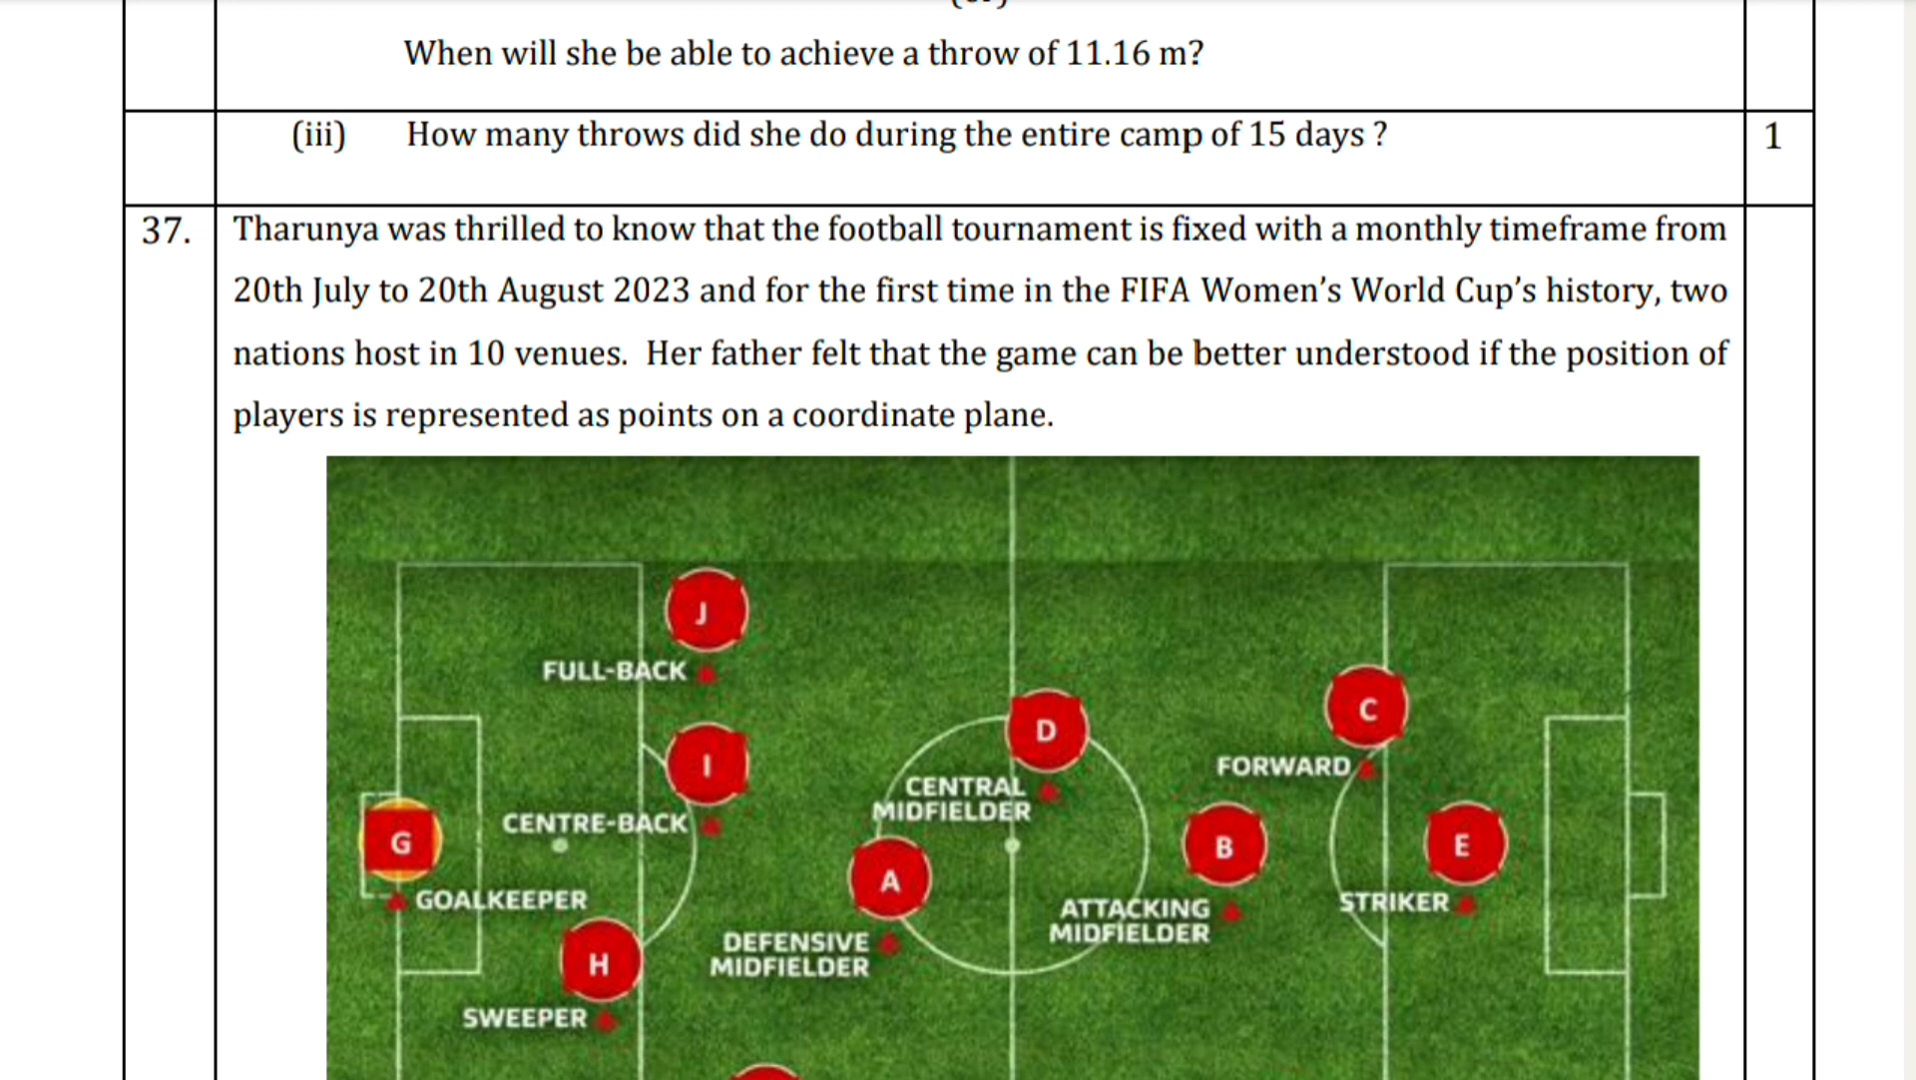 When will she be able to achieve a throw of 11.16 m?
(iii) How many throws did she do during the entire camp of 15 days ? 1
37. Tharunya was thrilled to know that the football tournament is fixed with a monthly timeframe from
20th July to 20th August 2023 and for the first time in the FIFA Women’s World Cup’s history, two
nations host in 10 venues. Her father felt that the game can be better understood if the position of
players is represented as points on a coordinate plane.
J
FULL-BACK
C
D
I
FORWARD
CENTRAL
MIDFIELDER
CENTRE-BACK
G
B
E
A
GOALKEEPER
STRIKER
ATTACKING
MIDFIELDER
DEFENSIVE
MIDFIELDER
H
SWEEPER